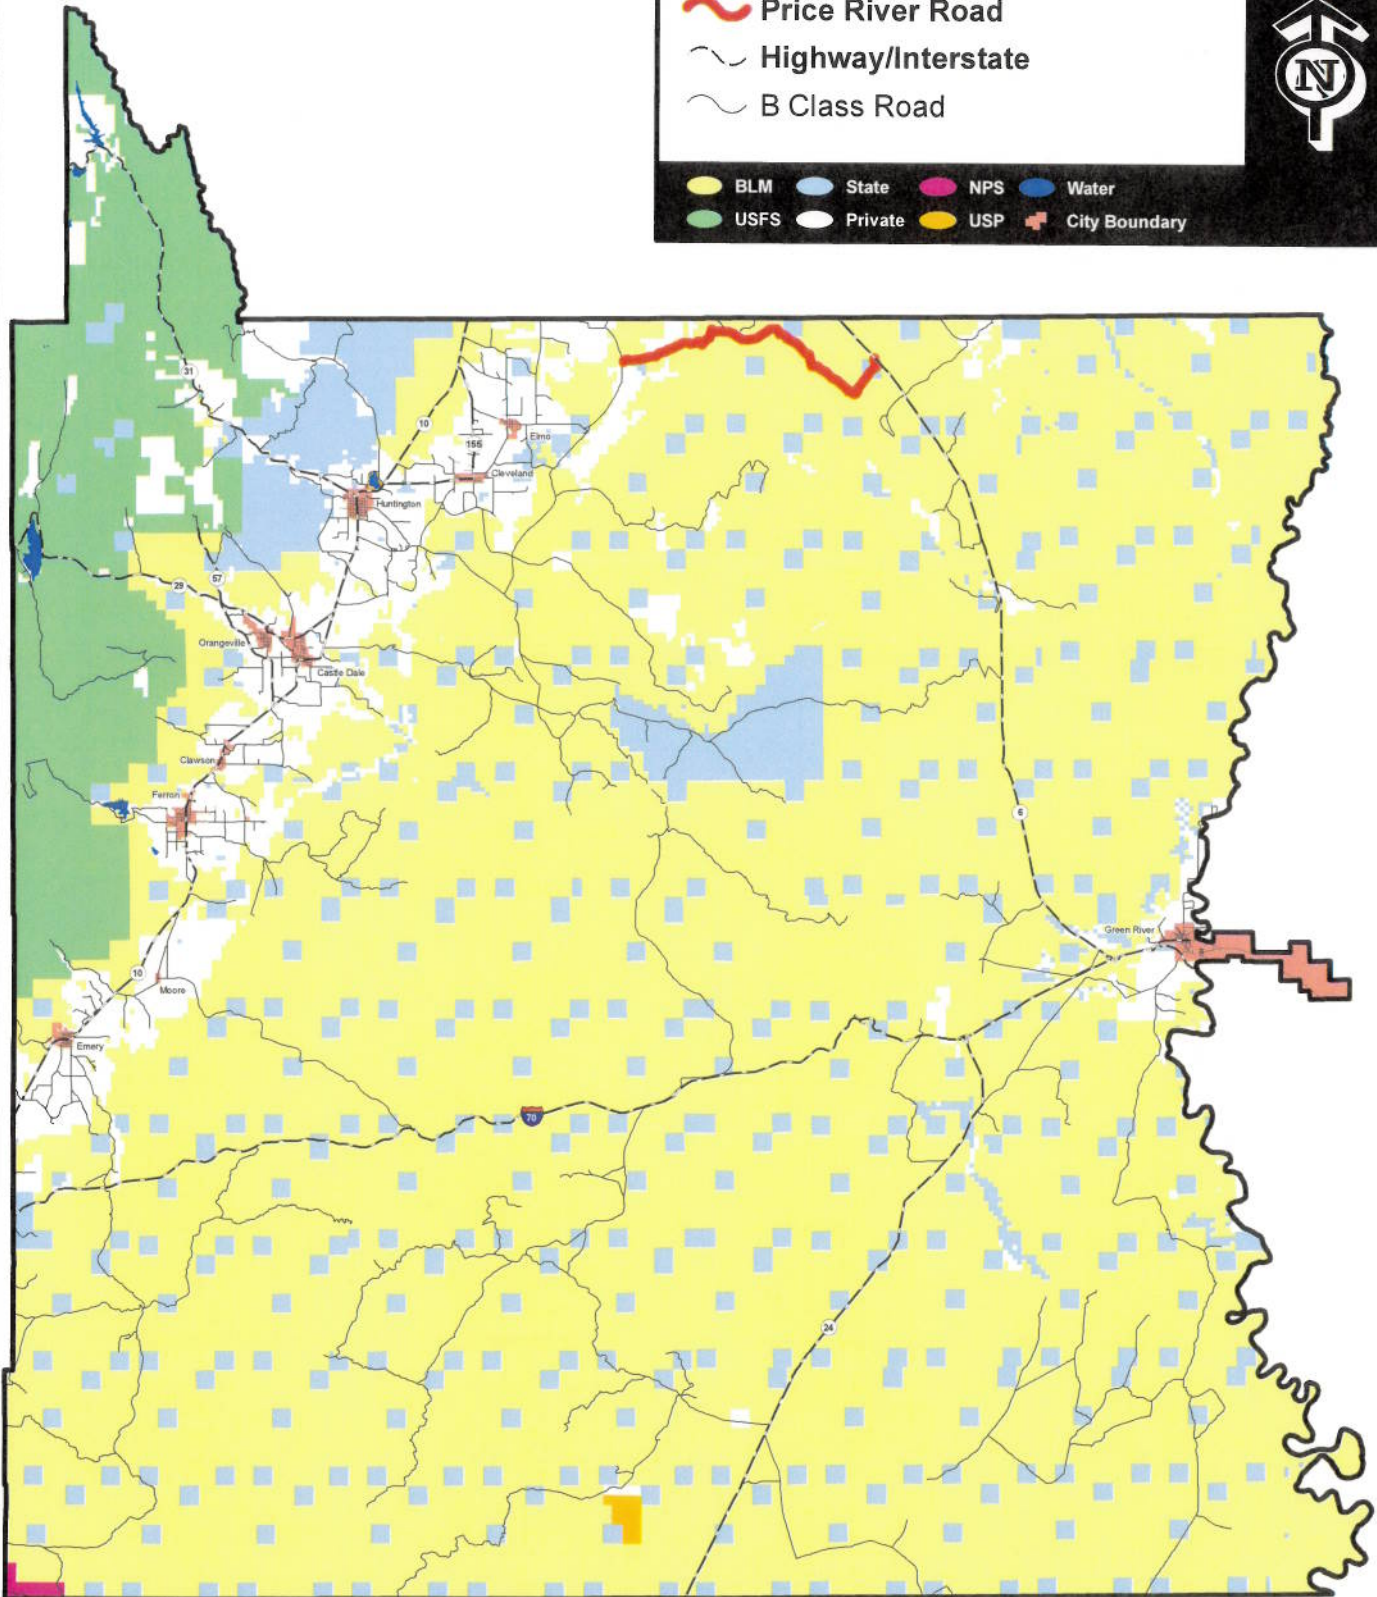 Price River Road
Highway/Interstate
B Class Road
N
BLM State NPS Water
USFS Private USP City Boundary
31
10
155
Elmo
Cleveland
Huntington
57
29
Orangeville
Castle Dale
Clawson
Ferron
6
Green River
10
Moore
Emery
70
24